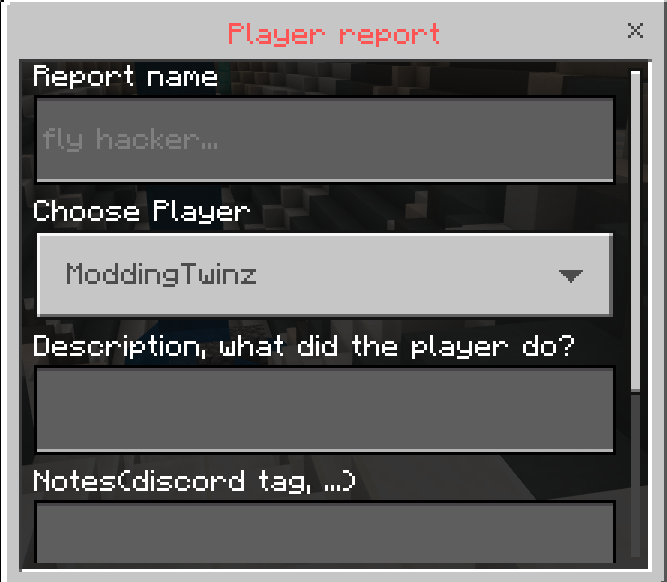 Player report
Report name
fly hacker...
Choose Player
ModdingTwinz
Description, what did the player do?
Notes(discord tag, ...)